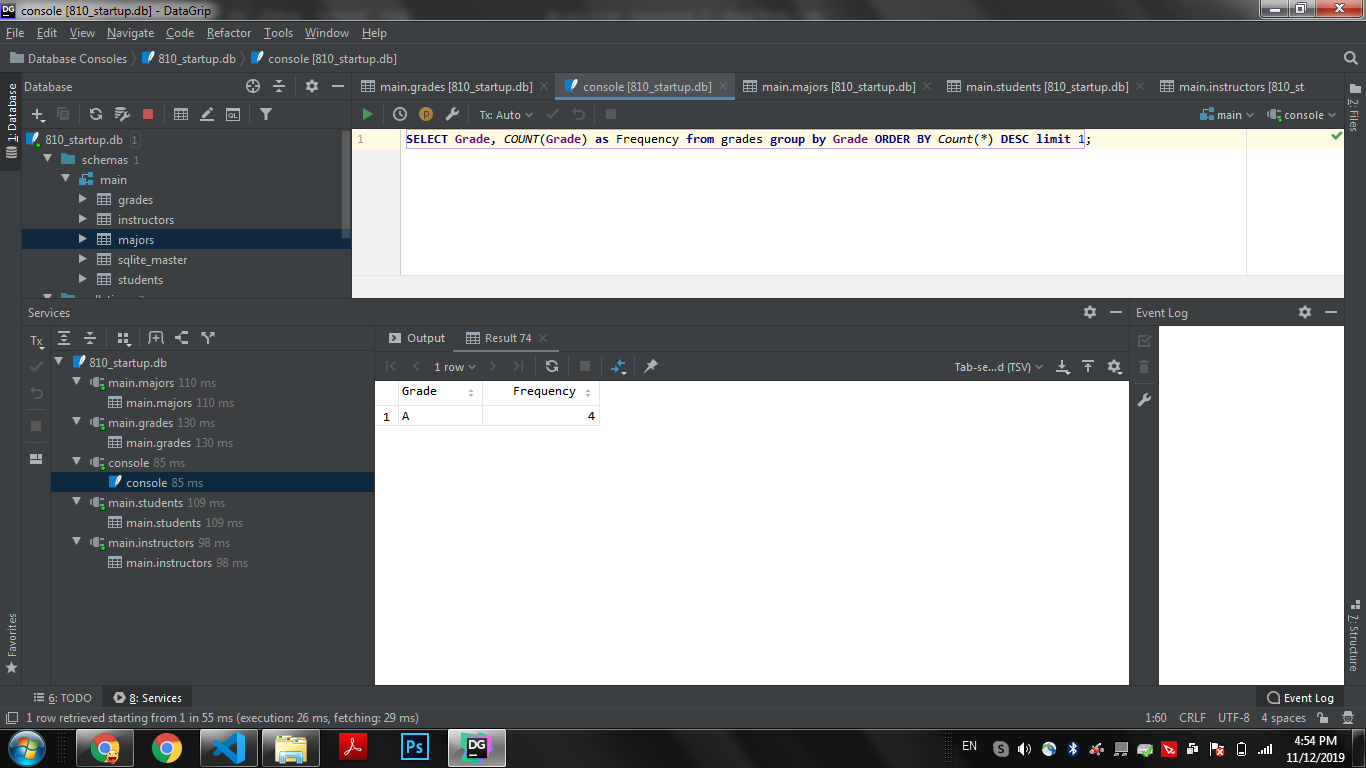 console [810_startup.db] - DataGrip
File Edit View Navigate Code Refactor Tools Window Help
Database Consoles 810_startup.db console [810_startup.db]
1: Database
Database
main.grades [810_startup.db] console [810_startup.db] main.majors [810_startup.db] main.students [810_startup.db] main.instructors [810_st
2: Files
Tx: Auto main console
1 SELECT Grade, COUNT(Grade) as Frequency from grades group by Grade ORDER BY Count(*) DESC limit 1;
810_startup.db 1
schemas 1
main
grades
instructors
majors
sqlite_master
students
Services
Event Log
Tx
Output Result 74
1 row Tab-se...d (TSV)
810_startup.db
main.majors 110 ms
main.majors 110 ms
main.grades 130 ms
main.grades 130 ms
console 85 ms
console 85 ms
main.students 109 ms
main.students 109 ms
main.instructors 98 ms
main.instructors 98 ms
Grade Frequency
1 A 4
Favorites
7: Structure
6: TODO 8: Services Event Log
1 row retrieved starting from 1 in 55 ms (execution: 26 ms, fetching: 29 ms) 1:60 CRLF UTF-8 4 spaces
Ps DG EN 4:54 PM
11/12/2019